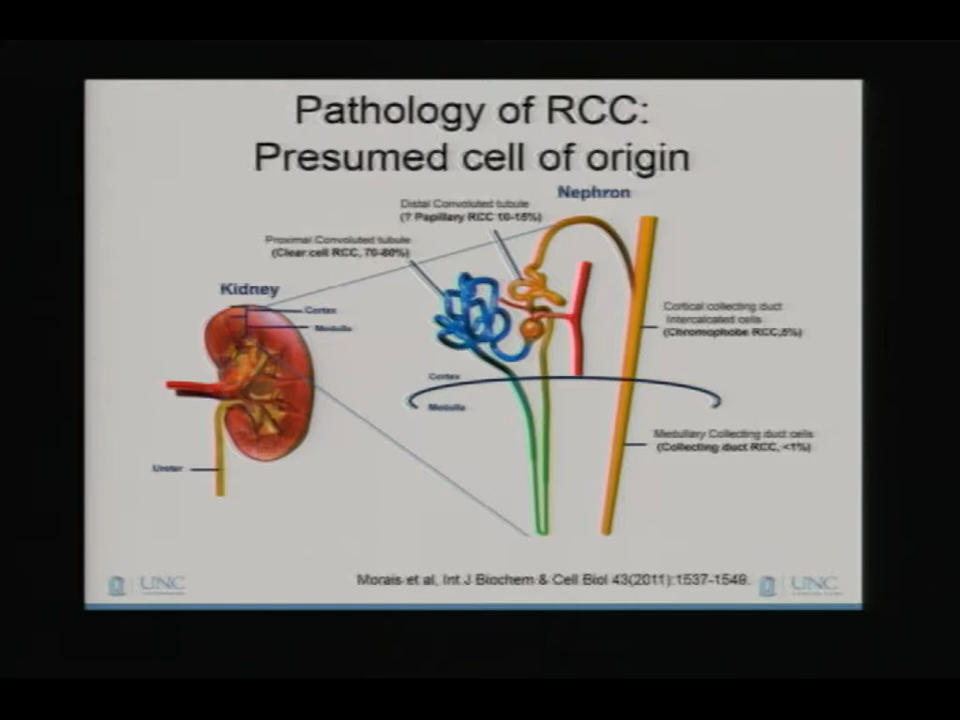 Pathology of RCC:
Presumed cell of origin
Nephron
Distal Convoluted tubule
(? Papillary RCC 10-15%)
Proximal Convoluted tubule
(Clear cell RCC, 70-80%)
Kidney
Cortex
Medulla
Cortical collecting duct
Intercalated cells
(Chromophobe RCC,5%)
Cortex
Medulla
Medullary Collecting duct cells
(Collecting duct RCC, <1%)
Ureter
Morais et al, Int J Biochem & Cell Biol 43(2011):1537-1549.
UNC
UNC